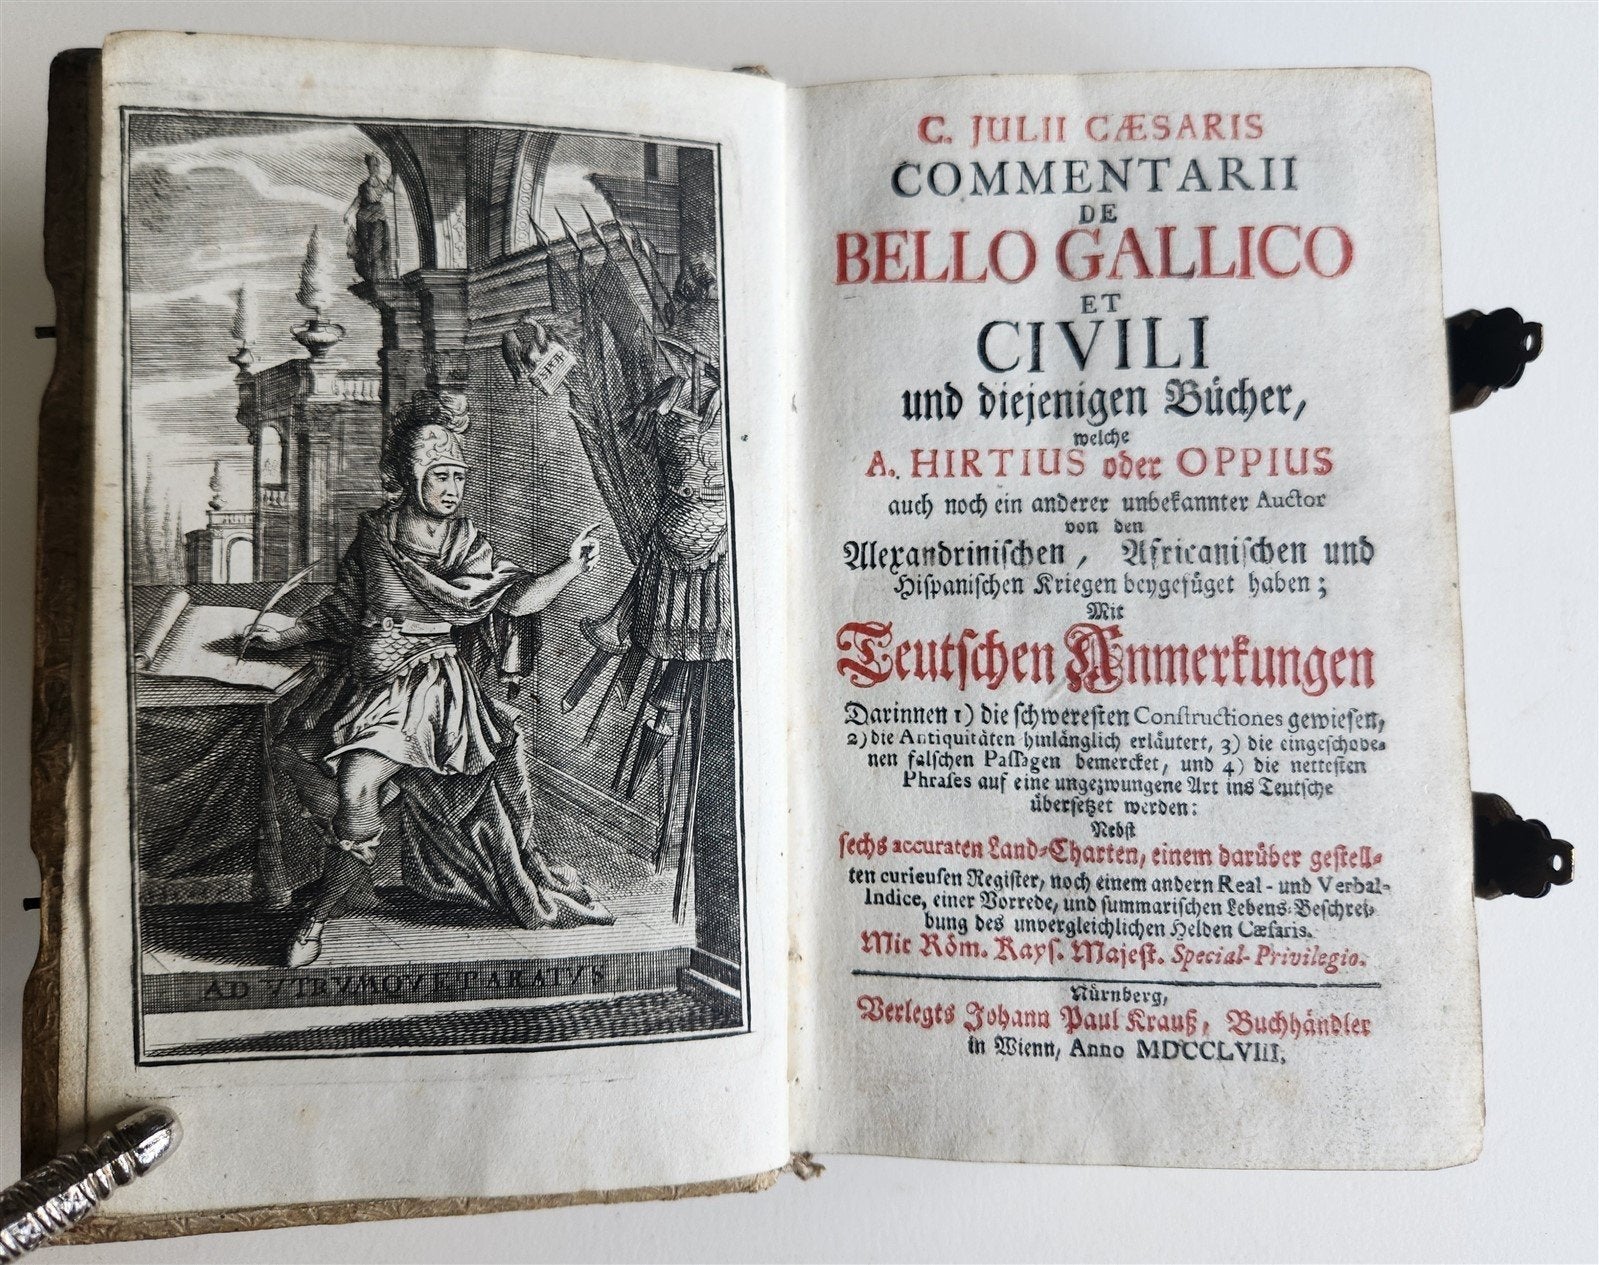 AD VTRVMQVE PARATVS
C. JULII CÆSARIS
COMMENTARII
DE
BELLO GALLICO
ET
CIVILI
und diejenigen Bücher,
welche
A. HIRTIUS oder OPPIUS
auch noch ein anderer unbekannter Auctor
von den
Alexandrinischen, Africanischen und
Hispanischen Kriegen beygefüget haben;
Mit
Teutschen Anmerkungen
Darinnen 1) die schweresten Constructiones gewiesen,
2) die Antiquitäten hinlänglich erläutert, 3) die eingeschobe-
nen falschen Passagen bemercket, und 4) die nettesten
Phrases auf eine ungezwungene Art ins Teutsche
übersetzet werden:
Nebst
sechs accuraten Land-Charten, einem darüber gestell-
ten curieusen Register, noch einem andern Real- und Verbal-
Indice, einer Vorrede, und summarischen Lebens-Beschrei-
bung des unvergleichlichen Helden Cæsaris.
Mit Röm. Kays. Majest. Special-Privilegio.
Nürnberg,
Verlegts Johann Paul Krauß, Buchhändler
in Wienn, Anno MDCCLVIII.